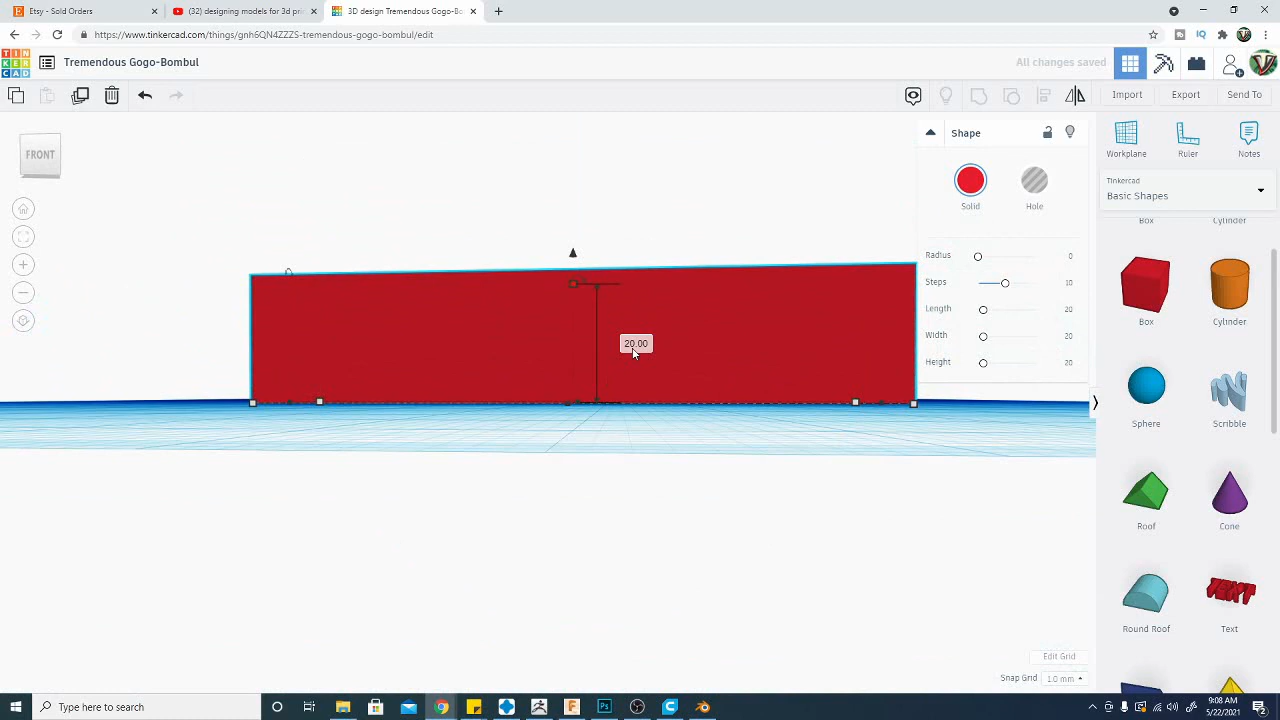 Etsy - Sold Orders
(32) designing models for 3d pri
3D design Tremendous Gogo-Bo
https://www.tinkercad.com/things/gnh6QN4ZZZS-tremendous-gogo-bombul/edit
TIN
KER
CAD
Tremendous Gogo-Bombul
All changes saved
Import
Export
Send To
FRONT
Shape
Solid
Hole
Radius
0
Steps
10
Length
20
Width
20
Height
20
20.00
Workplane
Ruler
Notes
Tinkercad
Basic Shapes
Box
Cylinder
Box
Cylinder
Sphere
Scribble
Roof
Cone
Round Roof
Text
TEXT
Edit Grid
Snap Grid
1.0 mm
Type here to search
9:08 AM
5/22/2021